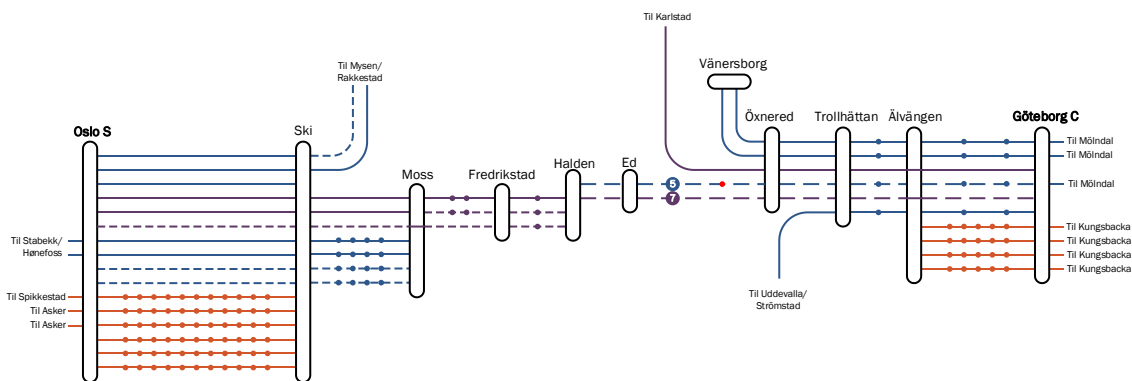 Til Karlstad
Vänersborg
Til Mysen/
Rakkestad
Oslo S
Ski
Öxnered
Trollhättan
Älvängen
Göteborg C
Til Mölndal
Til Mölndal
Halden
Ed
Moss
Fredrikstad
5
Til Mölndal
7
Til Stabekk/
Hønefoss
Til Kungsbacka
Til Kungsbacka
Til Kungsbacka
Til Kungsbacka
Til Spikkestad
Til Asker
Til Asker
Til Uddevalla/
Strömstad